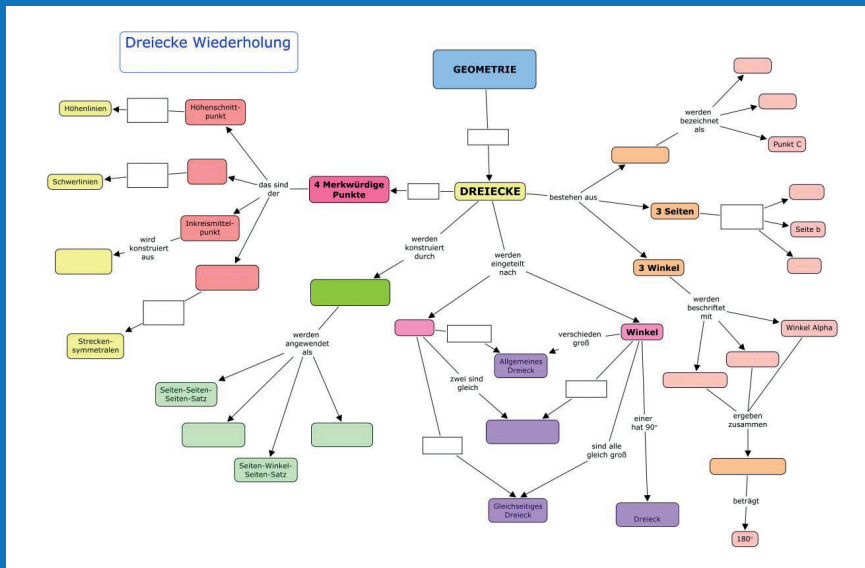 Dreiecke Wiederholung
GEOMETRIE
Höhenlinien
Höhenschnitt-
punkt
werden
bezeichnet
als
Punkt C
Schwerlinien
das sind
der
4 Merkwürdige
Punkte
DREIECKE
bestehen aus
3 Seiten
Seite b
wird
konstruiert
aus
Inkreismittel-
punkt
werden
konstruiert
durch
werden
eingeteilt
nach
3 Winkel
werden
beschriftet
mit
Winkel Alpha
Strecken-
symmetralen
werden
angewendet
als
verschieden
groß
Winkel
Allgemeines
Dreieck
zwei sind
gleich
Seiten-Seiten-
Seiten-Satz
einer
hat 90°
ergeben
zusammen
sind alle
gleich groß
Seiten-Winkel-
Seiten-Satz
Gleichseitiges
Dreieck
Dreieck
beträgt
180°